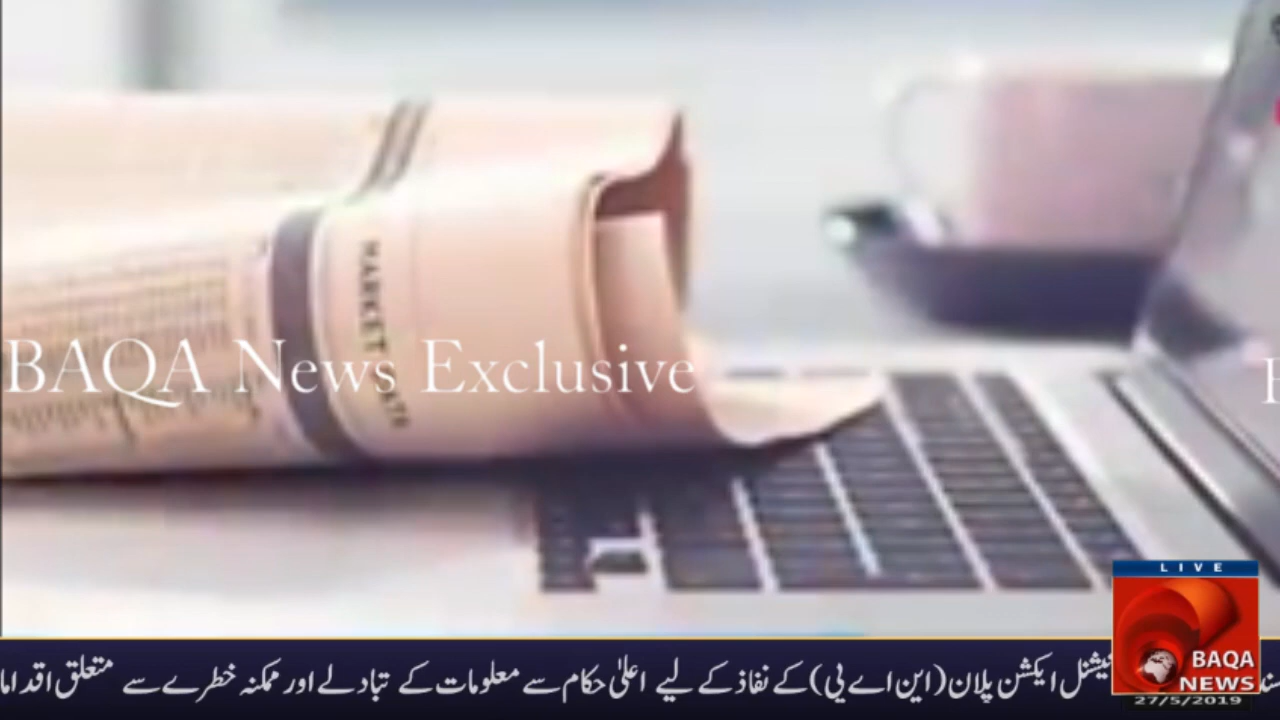 MARKET DATA
BAQA News Exclusive
LIVE
BAQA
NEWS
27/5/2019
نیشنل ایکشن پلان (این اے پی) کے نفاذ کے لیے اعلیٰ حکام سے معلومات کے تبادلے اور ممکنہ خطرے سے متعلق